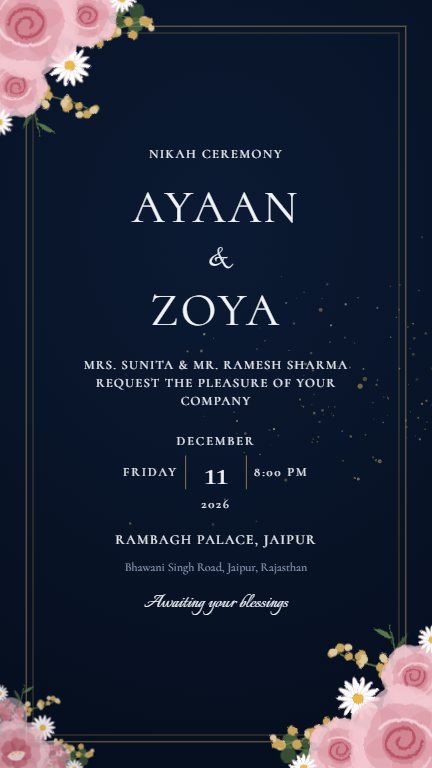 NIKAH CEREMONY
AYAAN
&
ZOYA
MRS. SUNITA & MR. RAMESH SHARMA
REQUEST THE PLEASURE OF YOUR
COMPANY
DECEMBER
FRIDAY 11 8:00 PM
2026
RAMBAGH PALACE, JAIPUR
Bhawani Singh Road, Jaipur, Rajasthan
Awaiting your blessings